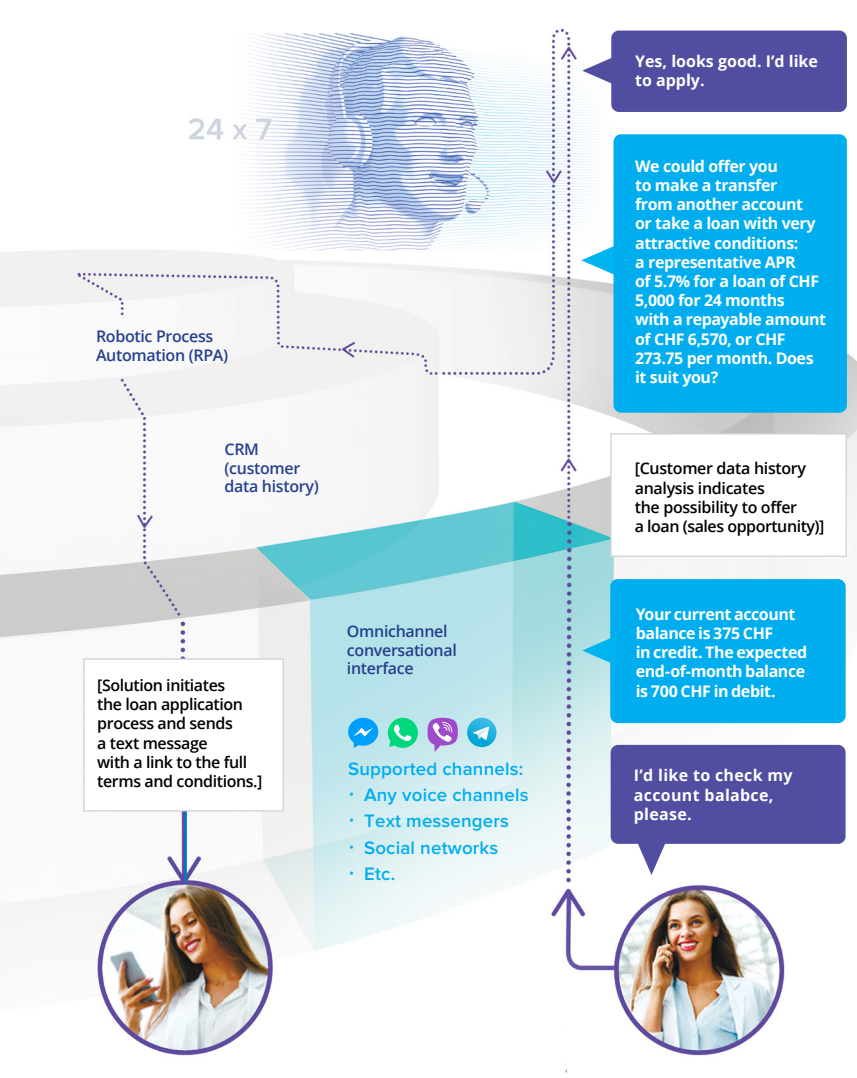 24 x 7
Yes, looks good. I'd like
to apply.
We could offer you
to make a transfer
from another account
or take a loan with very
attractive conditions:
a representative APR
of 5.7% for a loan of CHF
5,000 for 24 months
with a repayable amount
of CHF 6,570, or CHF
273.75 per month. Does
it suit you?
Robotic Process
Automation (RPA)
CRM
(customer
data history)
[Customer data history
analysis indicates
the possibility to offer
a loan (sales opportunity)]
Your current account
balance is 375 CHF
in credit. The expected
end-of-month balance
is 700 CHF in debit.
Omnichannel
conversational
interface
[Solution initiates
the loan application
process and sends
a text message
with a link to the full
terms and conditions.]
Supported channels:
· Any voice channels
· Text messengers
· Social networks
· Etc.
I'd like to check my
account balabce,
please.